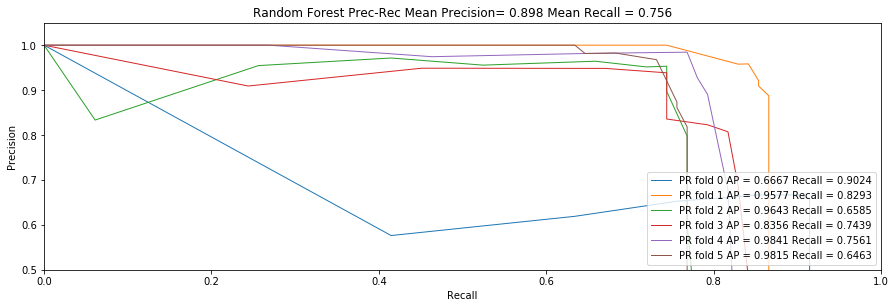 Random Forest Prec-Rec Mean Precision= 0.898 Mean Recall = 0.756
1.0
0.9
0.8
0.7
0.6
0.5
Precision
PR fold 0 AP = 0.6667 Recall = 0.9024
PR fold 1 AP = 0.9577 Recall = 0.8293
PR fold 2 AP = 0.9643 Recall = 0.6585
PR fold 3 AP = 0.8356 Recall = 0.7439
PR fold 4 AP = 0.9841 Recall = 0.7561
PR fold 5 AP = 0.9815 Recall = 0.6463
0.0 0.2 0.4 0.6 0.8 1.0
Recall